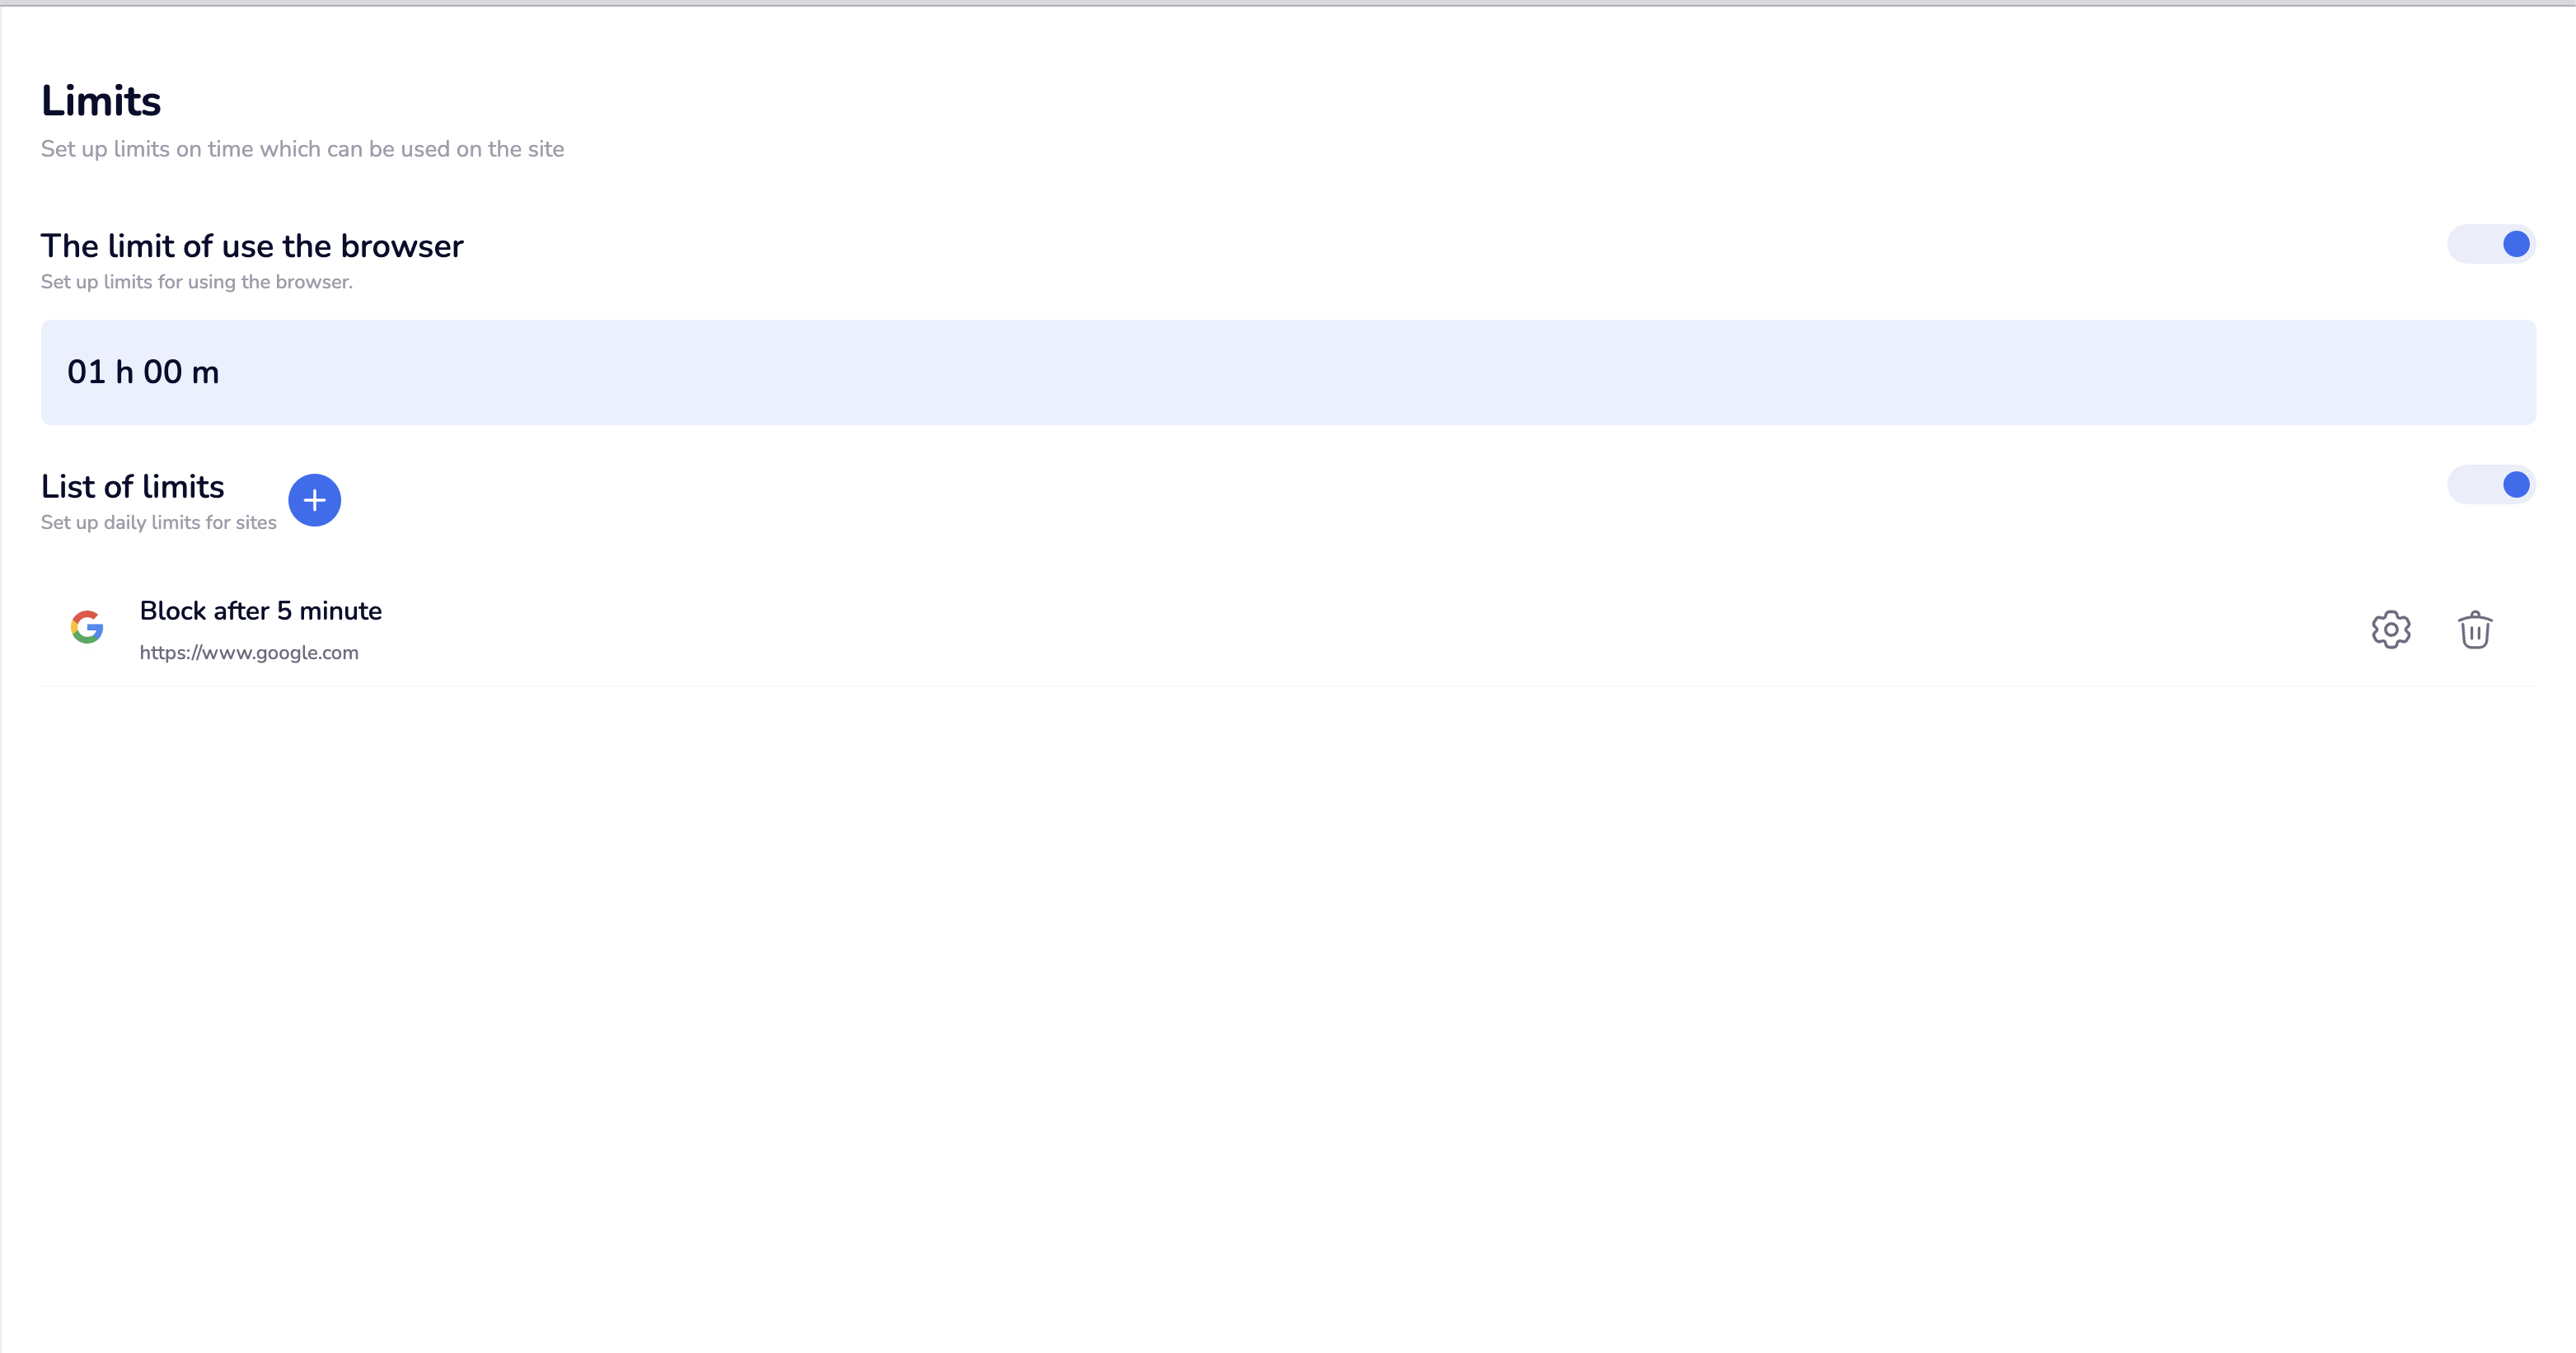 Limits
Set up limits on time which can be used on the site
The limit of use the browser
Set up limits for using the browser.
01 h 00 m
List of limits
Set up daily limits for sites
Block after 5 minute
https://www.google.com